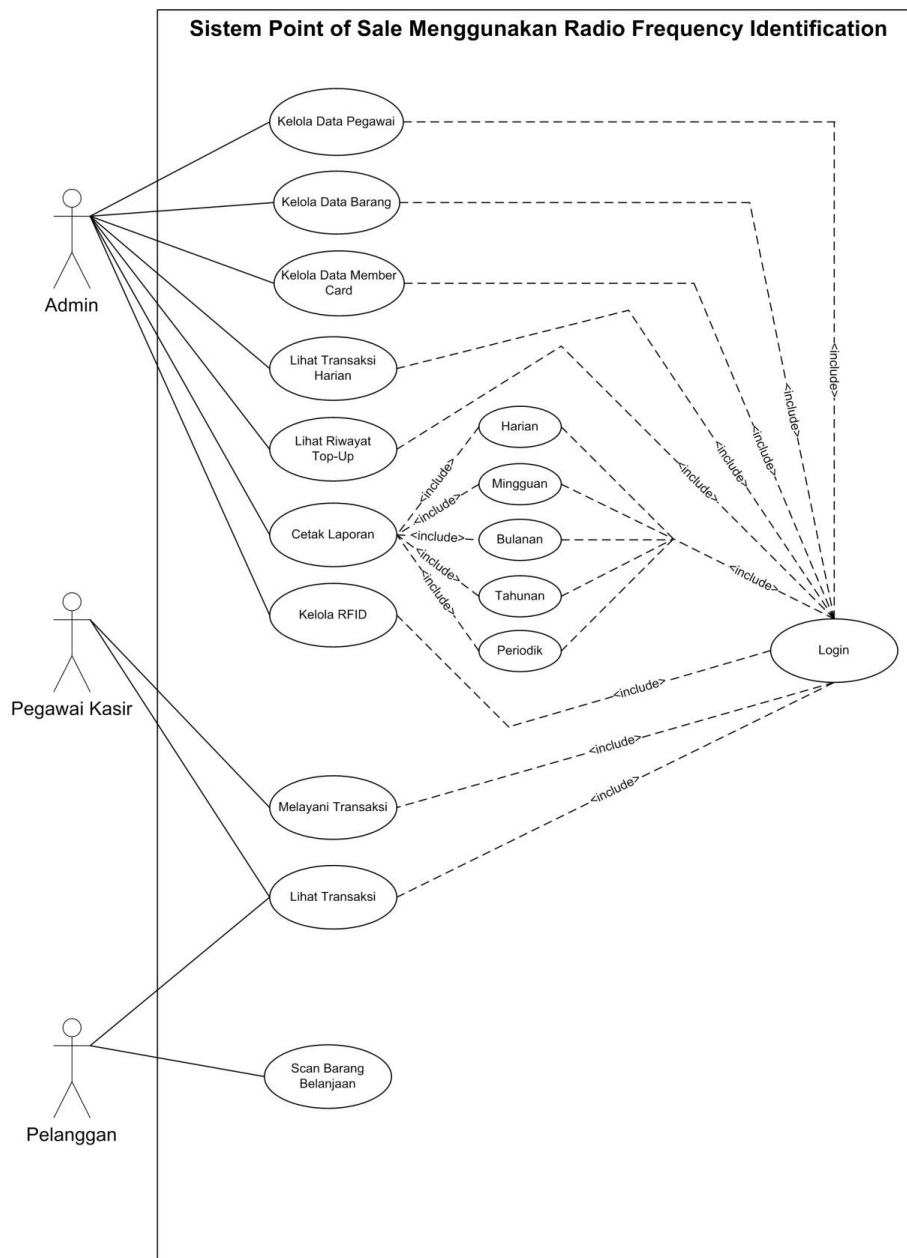 Sistem Point of Sale Menggunakan Radio Frequency Identification
Kelola Data Pegawai
Kelola Data Barang
Admin
Kelola Data Member
Card
Lihat Transaksi
Harian
<include>
<include>
<include>
<include>
<include>
Lihat Riwayat
Top-Up
Harian
<include>
Mingguan
<include>
Cetak Laporan
<include>
Bulanan
<include>
<include>
Tahunan
<include>
Kelola RFID
Periodik
Login
Pegawai Kasir
<include>
<include>
<include>
Melayani Transaksi
Lihat Transaksi
Scan Barang
Belanjaan
Pelanggan